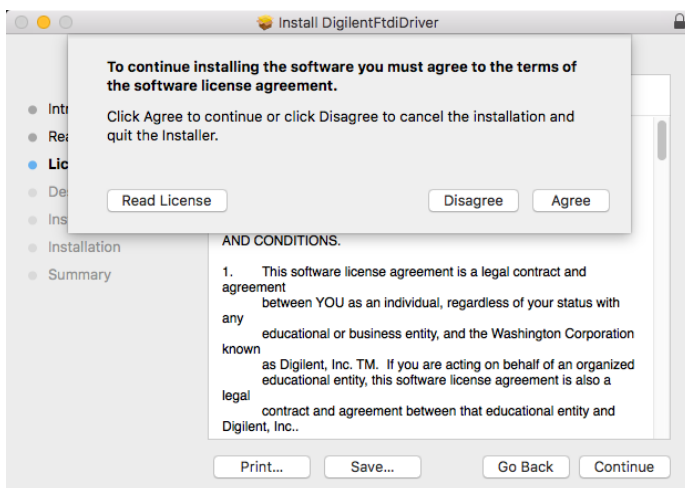 Install DigilentFtdiDriver
To continue installing the software you must agree to the terms of
the software license agreement.
Click Agree to continue or click Disagree to cancel the installation and
quit the Installer.
Read License
Disagree
Agree
Installation
Summary
AND CONDITIONS.
1. This software license agreement is a legal contract and
agreement
between YOU as an individual, regardless of your status with
any
educational or business entity, and the Washington Corporation
known
as Digilent, Inc. TM. If you are acting on behalf of an organized
educational entity, this software license agreement is also a
legal
contract and agreement between that educational entity and
Digilent, Inc..
Print...
Save...
Go Back
Continue